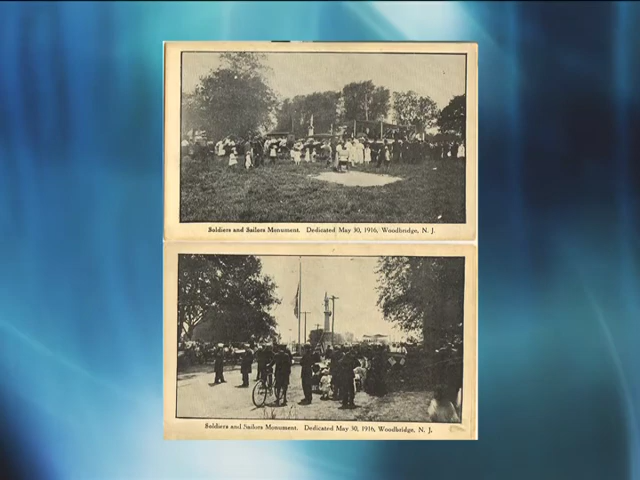 Soldiers and Sailors Monument. Dedicated May 30, 1916, Woodbridge, N. J.
Soldiers and Sailors Monument. Dedicated May 30, 1916, Woodbridge, N. J.